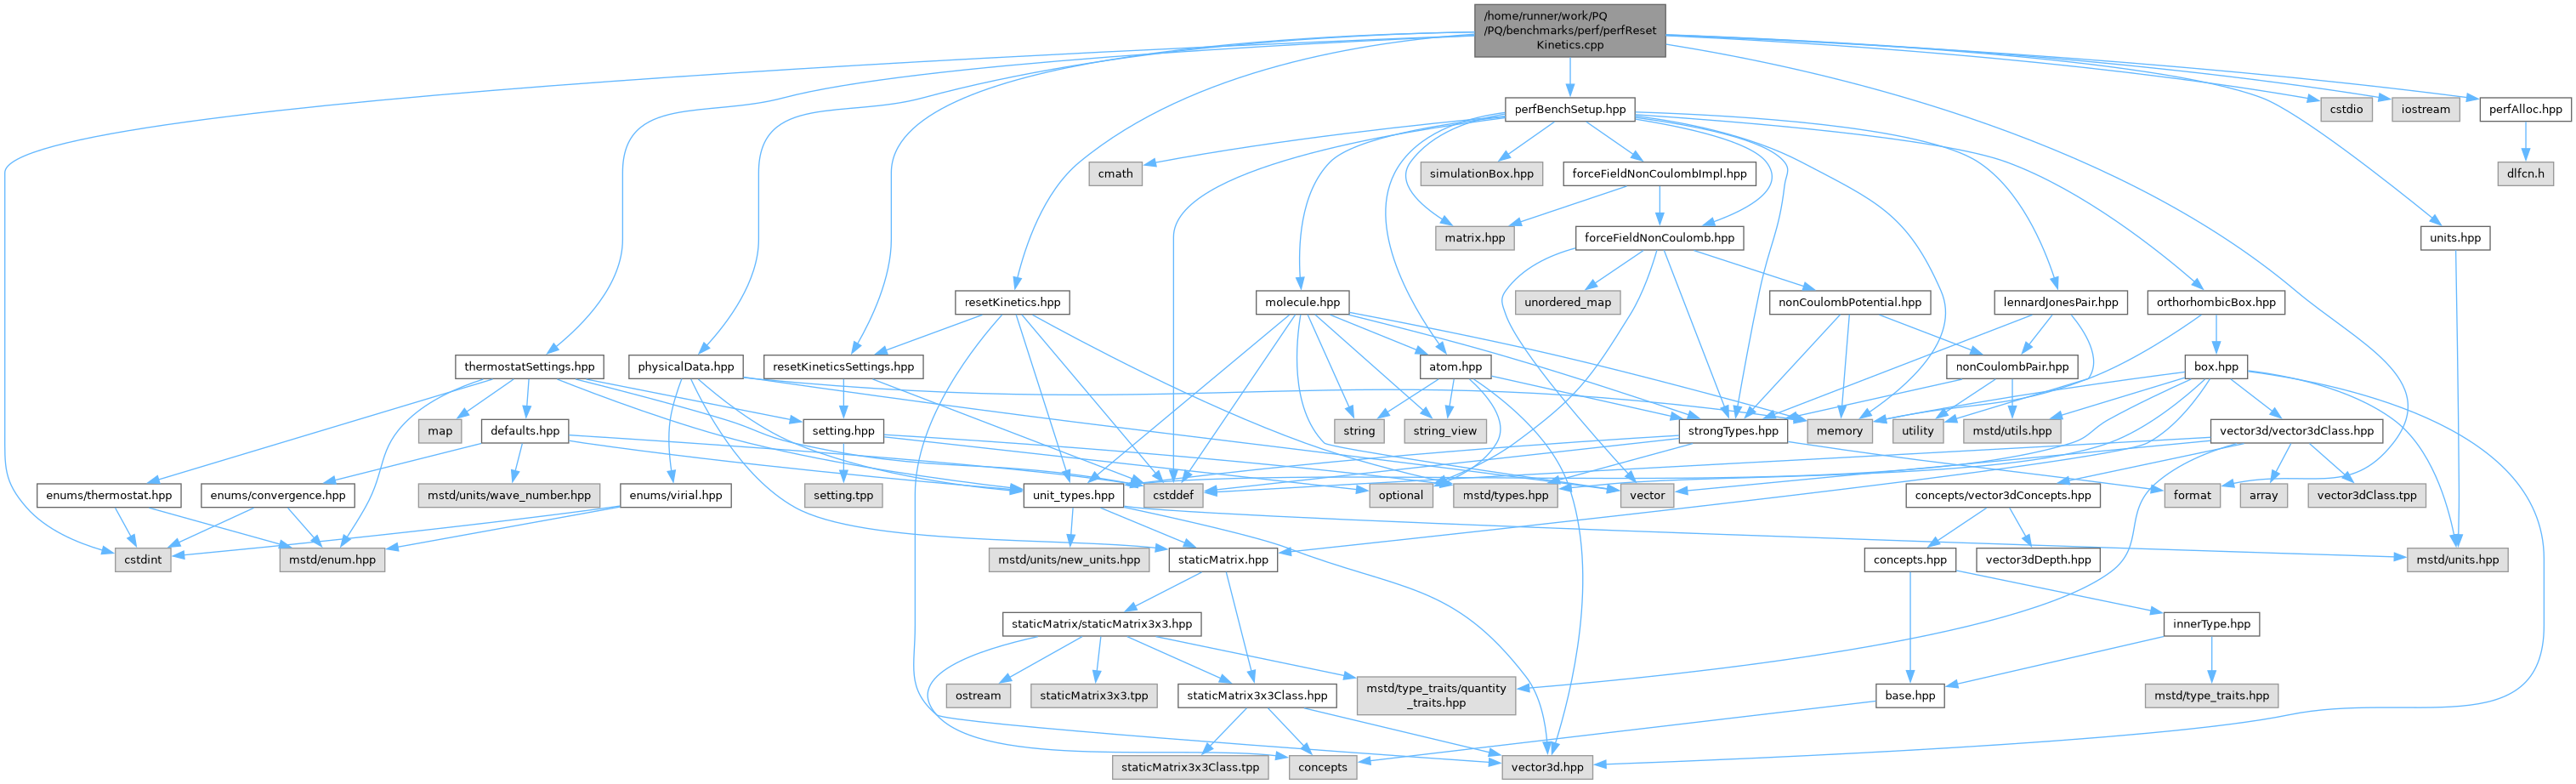 /home/runner/work/PQ
/PQ/benchmarks/perf/perfReset
Kinetics.cpp
perfBenchSetup.hpp
cstdio
iostream
perfAlloc.hpp
cmath
simulationBox.hpp
forceFieldNonCoulombImpl.hpp
dlfcn.h
matrix.hpp
forceFieldNonCoulomb.hpp
units.hpp
resetKinetics.hpp
molecule.hpp
unordered_map
nonCoulombPotential.hpp
lennardJonesPair.hpp
orthorhombicBox.hpp
thermostatSettings.hpp
physicalData.hpp
resetKineticsSettings.hpp
atom.hpp
nonCoulombPair.hpp
box.hpp
map
defaults.hpp
setting.hpp
string
string_view
strongTypes.hpp
memory
utility
mstd/utils.hpp
vector3d/vector3dClass.hpp
enums/thermostat.hpp
enums/convergence.hpp
mstd/units/wave_number.hpp
enums/virial.hpp
setting.tpp
unit_types.hpp
cstddef
optional
mstd/types.hpp
vector
concepts/vector3dConcepts.hpp
format
array
vector3dClass.tpp
cstdint
mstd/enum.hpp
mstd/units/new_units.hpp
staticMatrix.hpp
concepts.hpp
vector3dDepth.hpp
mstd/units.hpp
staticMatrix/staticMatrix3x3.hpp
innerType.hpp
ostream
staticMatrix3x3.tpp
staticMatrix3x3Class.hpp
mstd/type_traits/quantity
_traits.hpp
base.hpp
mstd/type_traits.hpp
staticMatrix3x3Class.tpp
concepts
vector3d.hpp